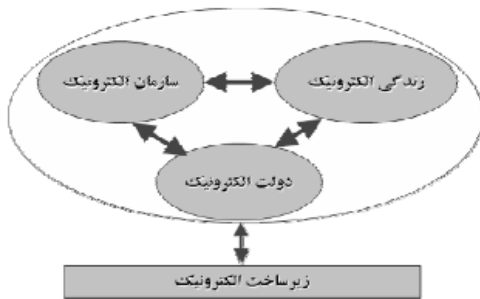 زندگی الکترونیک
سازمان الکترونیک
دولت الکترونیک
زیرساخت الکترونیک